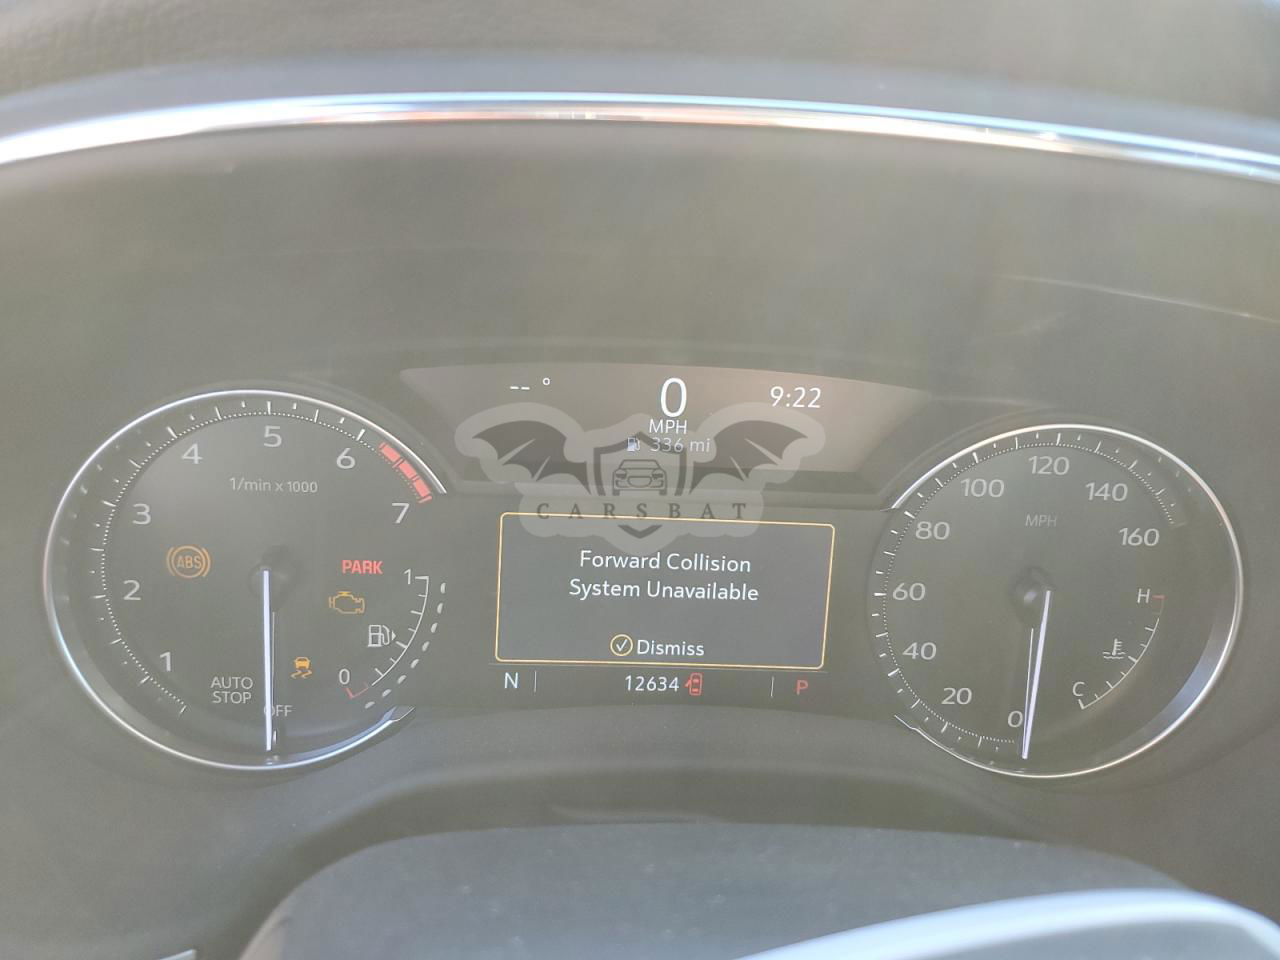 -- °
0
MPH
336 mi
9:22
CARSBAT
1
2
3
4
5
6
7
1/min x 1000
ABS
PARK
1
0
AUTO
STOP
OFF
Forward Collision
System Unavailable
Dismiss
N
12634
P
0
20
40
60
80
100
120
140
160
MPH
H
C